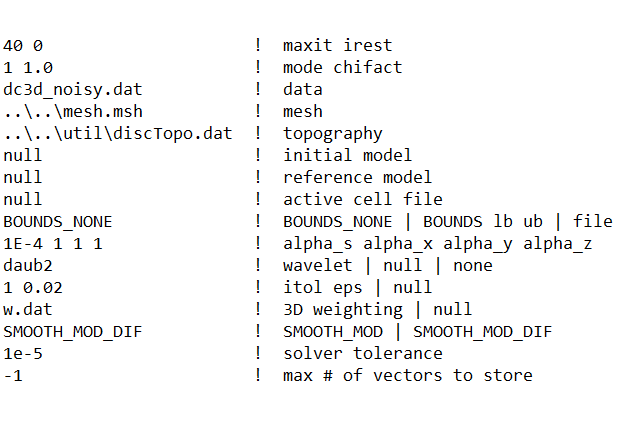 40 0 ! maxit irest
1 1.0 ! mode chifact
dc3d_noisy.dat ! data
..\..\mesh.msh ! mesh
..\..\util\discTopo.dat ! topography
null ! initial model
null ! reference model
null ! active cell file
BOUNDS_NONE ! BOUNDS_NONE | BOUNDS lb ub | file
1E-4 1 1 1 ! alpha_s alpha_x alpha_y alpha_z
daub2 ! wavelet | null | none
1 0.02 ! itol eps | null
w.dat ! 3D weighting | null
SMOOTH_MOD_DIF ! SMOOTH_MOD | SMOOTH_MOD_DIF
1e-5 ! solver tolerance
-1 ! max # of vectors to store